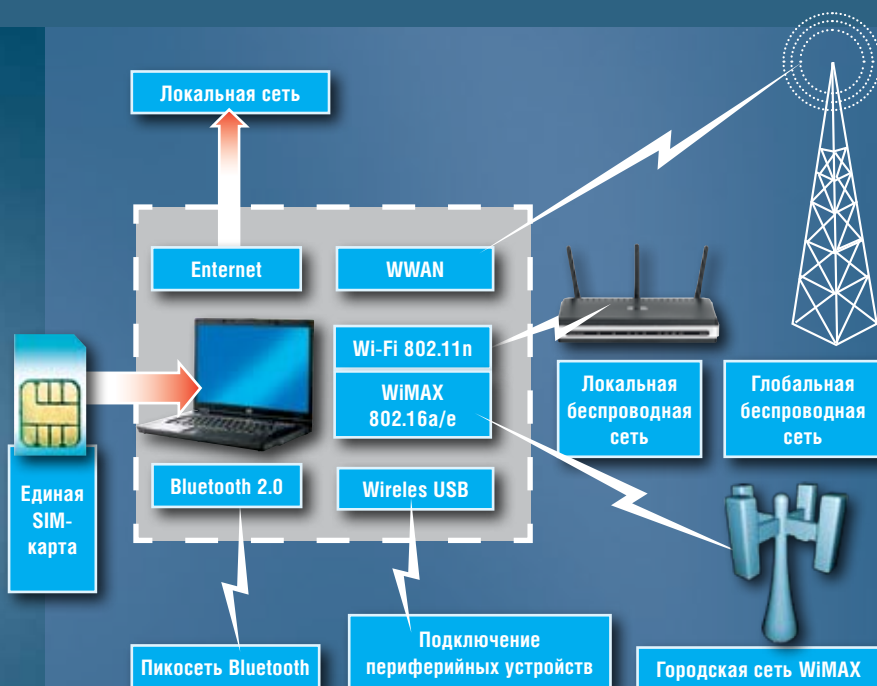 Локальная сеть
Enternet
WWAN
Wi-Fi 802.11n
WiMAX
802.16a/e
Локальная
беспроводная
сеть
Глобальная
беспроводная
сеть
Единая
SIM-
карта
Bluetooth 2.0
Wireles USB
Пикосеть Bluetooth
Подключение
периферийных устройств
Городская сеть WiMAX